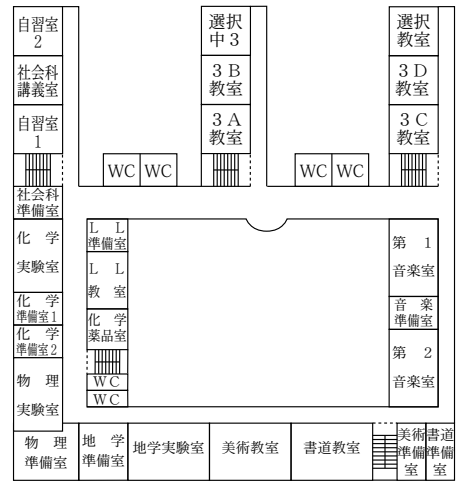 自習室
2
社会科
講義室
自習室
1
選択
中3
3B
教室
3A
教室
選択
教室
3D
教室
3C
教室
WC
WC
WC
WC
社会科
準備室
化学
実験室
化学
準備室1
化学
準備室2
物理
実験室
LL
準備室
LL
教室
化学
薬品室
WC
WC
第1
音楽室
音楽
準備室
第2
音楽室
物理
準備室
地学
準備室
地学実験室
美術教室
書道教室
美術
準備
室
書道
準備
室